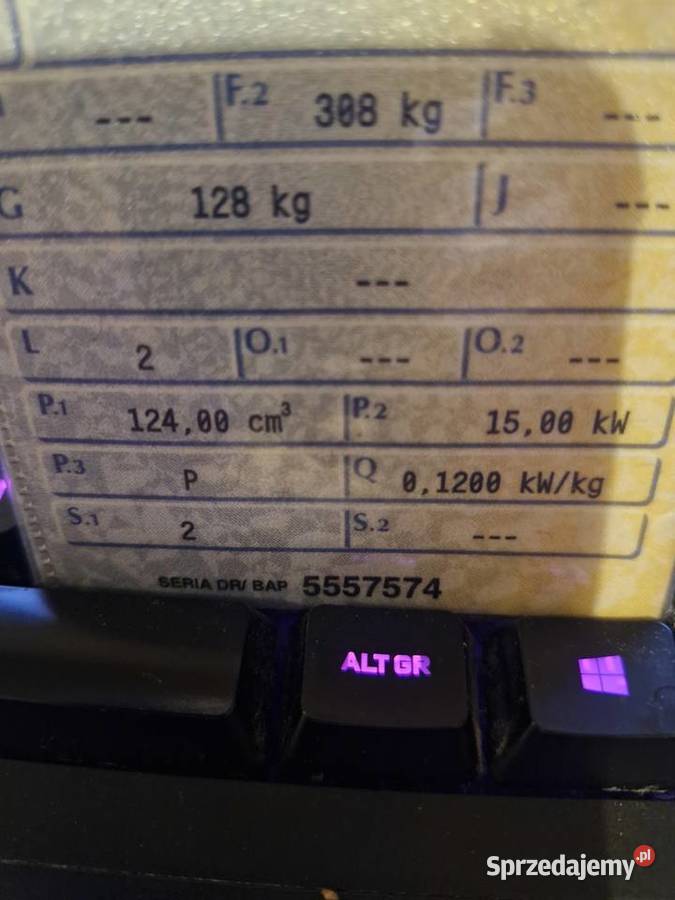 --- F.2 308 kg F.3 ---
G 128 kg J ---
K ---
L 2 O.1 --- O.2 ---
P.1 124,00 cm³ P.2 15,00 kW
P.3 P Q 0,1200 kW/kg
S.1 2 S.2 ---
SERIA DR/ BAP 5557574
ALT GR
Sprzedajemy.pl